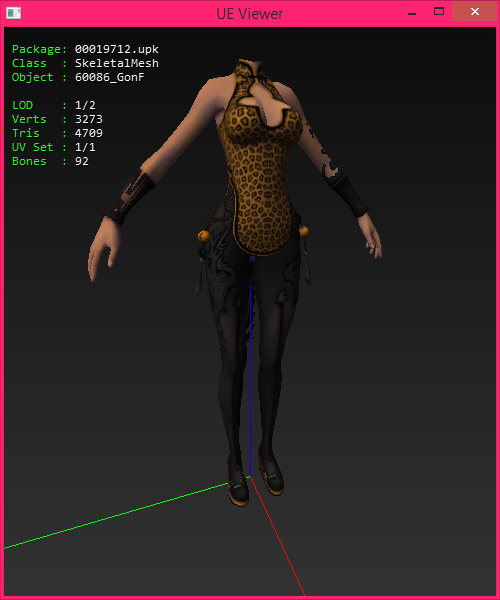 UE Viewer
Package: 00019712.upk
Class : SkeletalMesh
Object : 60086_GonF
LOD : 1/2
Verts : 3273
Tris : 4709
UV Set : 1/1
Bones : 92